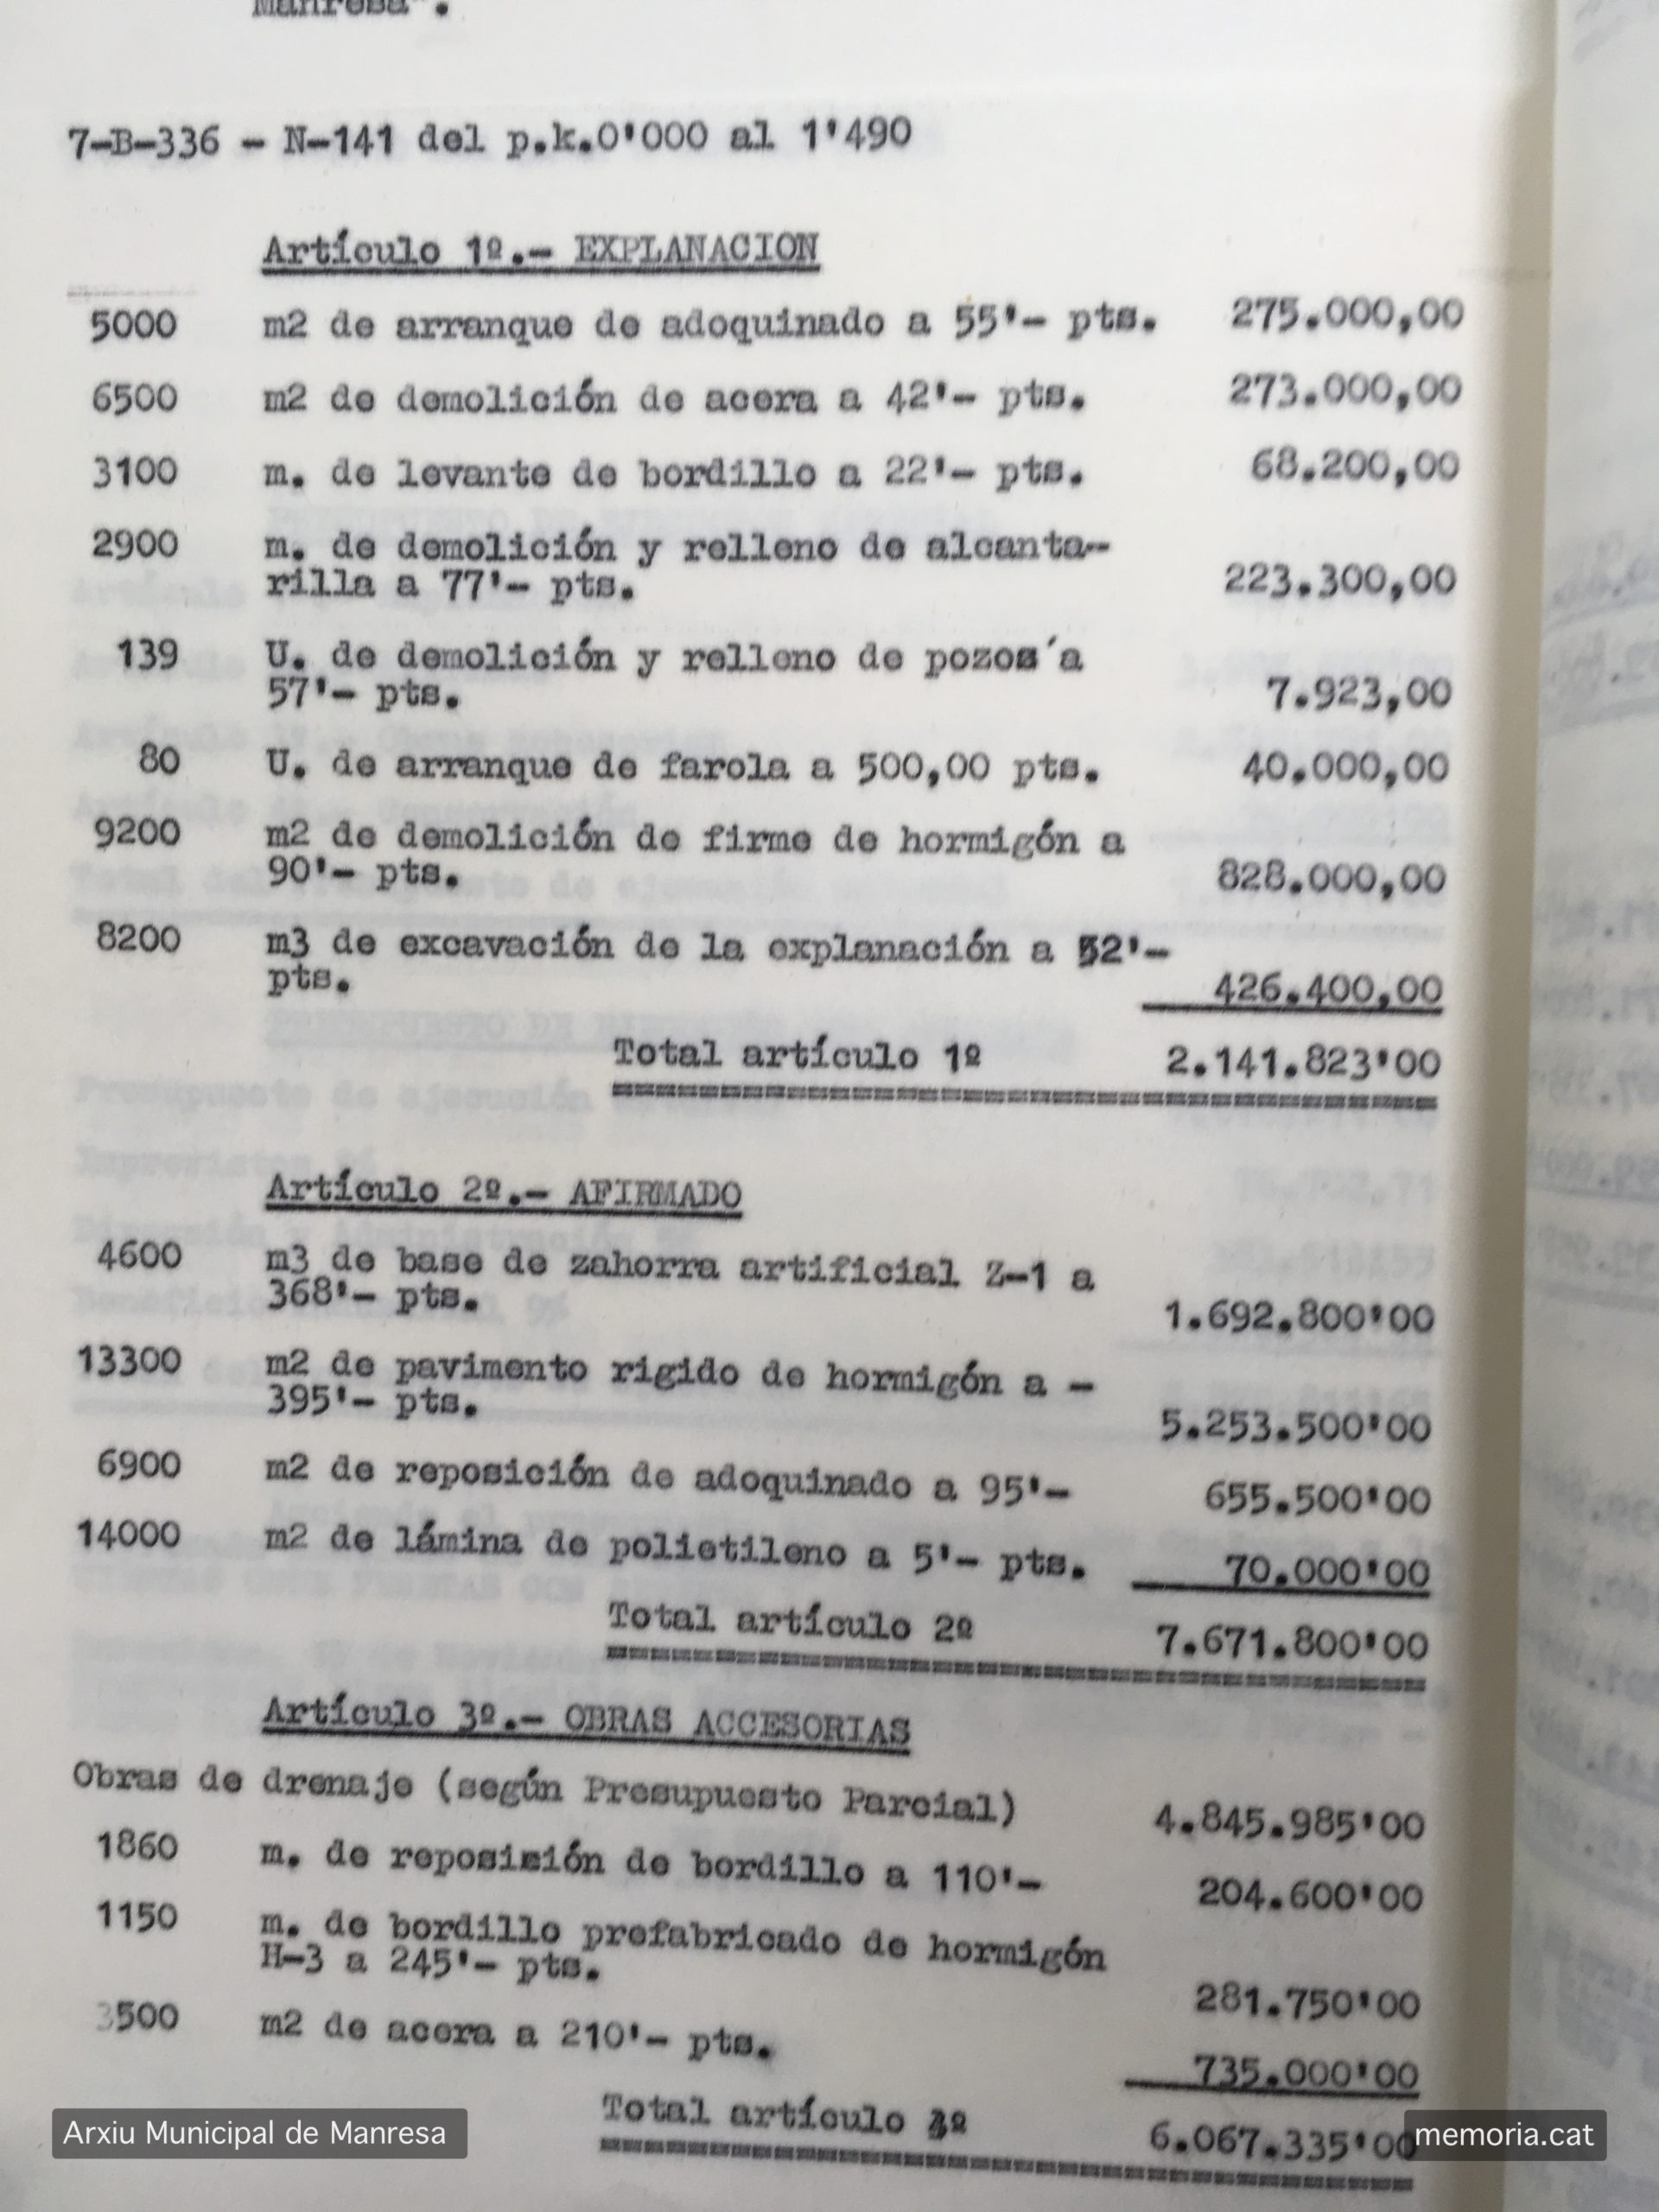 Manresa".
7-B-336 - N-141 del p.k.0'000 al 1'490
Artículo 1º.- EXPLANACION
5000 m2 de arranque de adoquinado a 55'- pts. 275.000,00
6500 m2 de demolición de acera a 42'- pts. 273.000,00
3100 m. de levante de bordillo a 22'- pts. 68.200,00
2900 m. de demolición y relleno de alcanta-
rilla a 77'- pts. 223.300,00
139 U. de demolición y relleno de pozos a
57'- pts. 7.923,00
80 U. de arranque de farola a 500,00 pts. 40.000,00
9200 m2 de demolición de firme de hormigón a
90'- pts. 828.000,00
8200 m3 de excavación de la explanación a 52'-
pts. 426.400,00
Total artículo 1º 2.141.823'00
Artículo 2º.- AFIRMADO
4600 m3 de base de zahorra artificial Z-1 a
368'- pts. 1.692.800'00
13300 m2 de pavimento rigido de hormigón a -
395'- pts. 5.253.500'00
6900 m2 de reposición de adoquinado a 95'- 655.500'00
14000 m2 de lámina de polietileno a 5'- pts. 70.000'00
Total artículo 2º 7.671.800'00
Artículo 3º.- OBRAS ACCESORIAS
Obras de drenaje (según Presupuesto Parcial) 4.845.985'00
1860 m. de reposición de bordillo a 110'- 204.600'00
1150 m. de bordillo prefabricado de hormigón
H-3 a 245'- pts. 281.750'00
3500 m2 de acera a 210'- pts. 735.000'00
Total artículo 3º 6.067.335'00
Arxiu Municipal de Manresa
memoria.cat